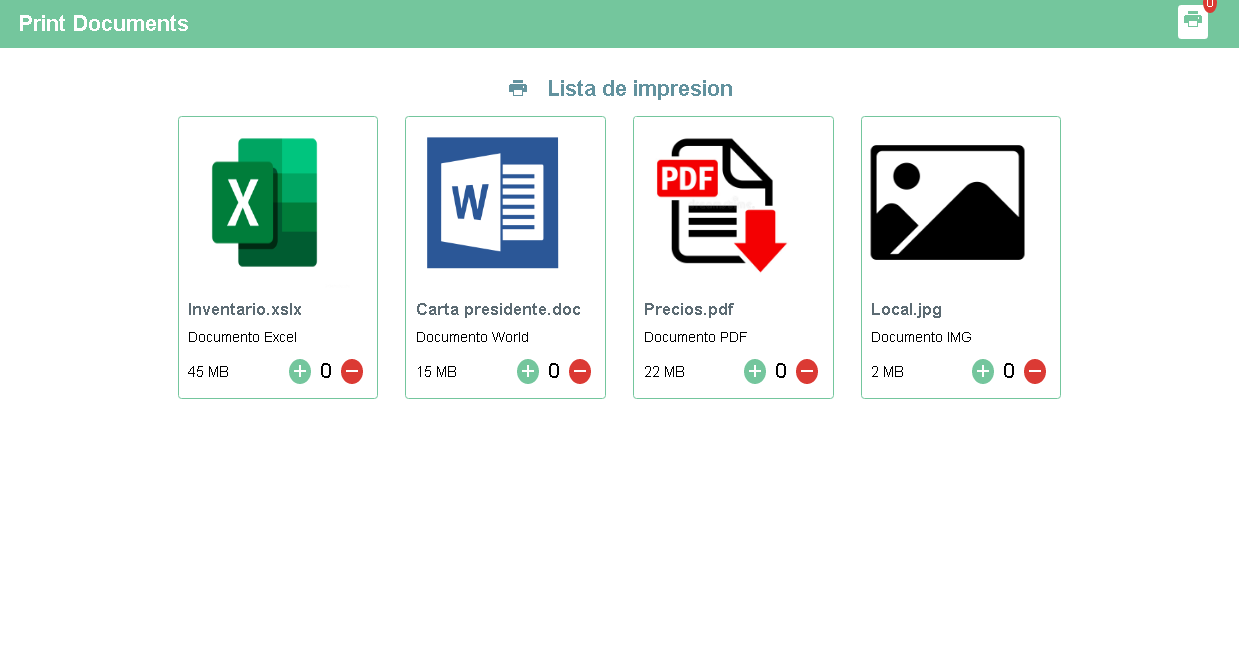 Print Documents
0
Lista de impresion
X
W
PDF
Inventario.xslx
Carta presidente.doc
Precios.pdf
Local.jpg
Documento Excel
Documento World
Documento PDF
Documento IMG
45 MB + 0 −
15 MB + 0 −
22 MB + 0 −
2 MB + 0 −